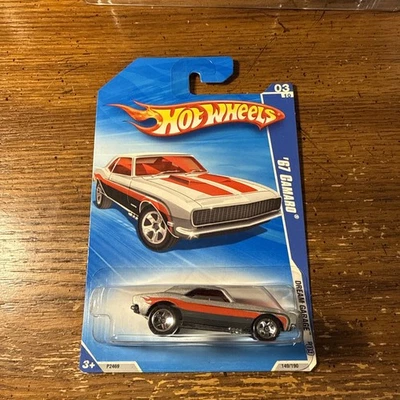 HOT WHEELS
03
'67 CAMARO®
DREAM GARAGE
3+
P2469
149/190